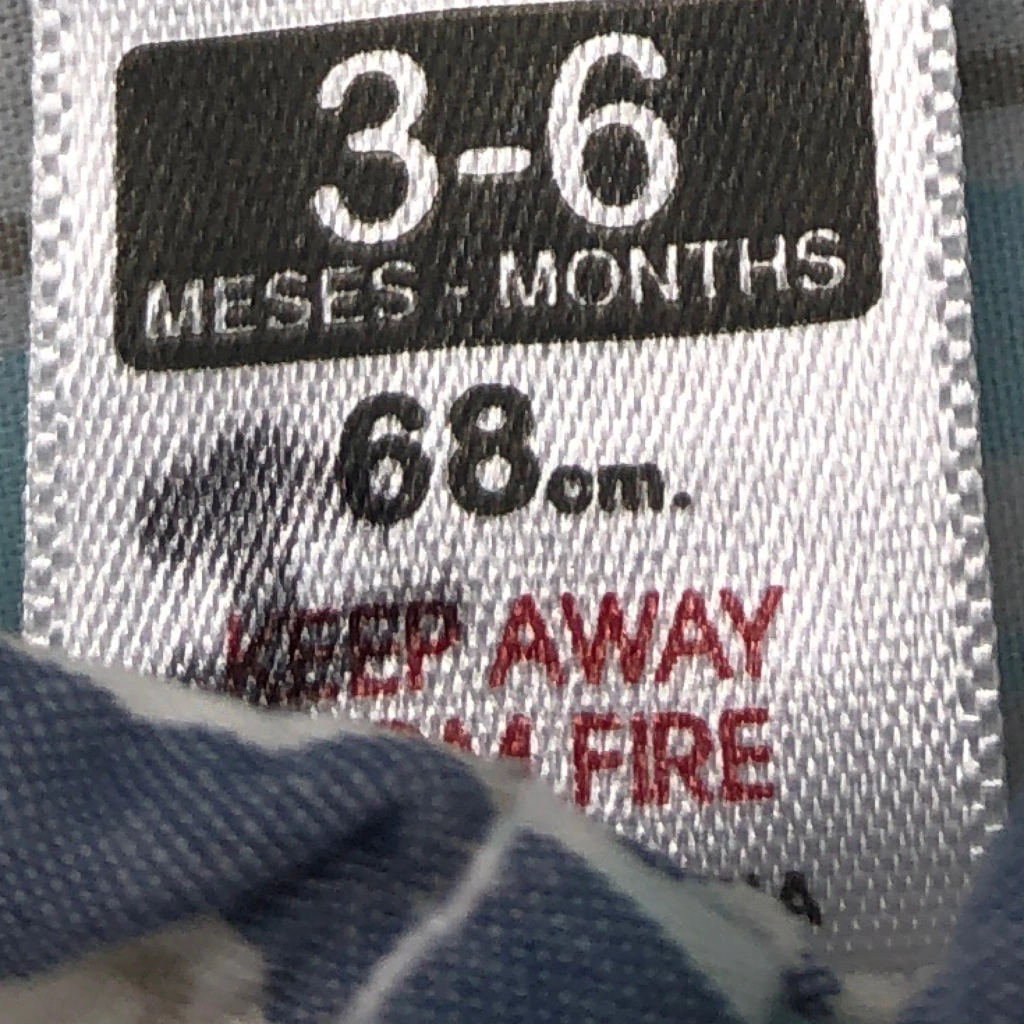 3-6
MESES - MONTHS
68cm.
KEEP AWAY
FIRE